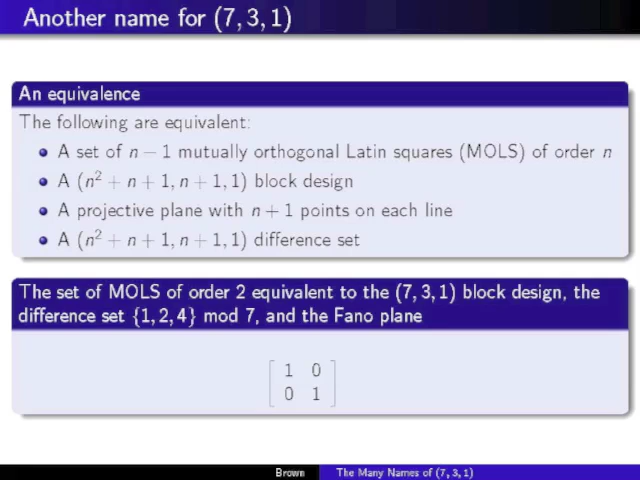 Another name for (7, 3, 1)
An equivalence
The following are equivalent:
• A set of n − 1 mutually orthogonal Latin squares (MOLS) of order n
• A (n² + n + 1, n + 1, 1) block design
• A projective plane with n + 1 points on each line
• A (n² + n + 1, n + 1, 1) difference set
The set of MOLS of order 2 equivalent to the (7, 3, 1) block design, the
difference set {1, 2, 4} mod 7, and the Fano plane
1 0
0 1
Brown The Many Names of (7, 3, 1)